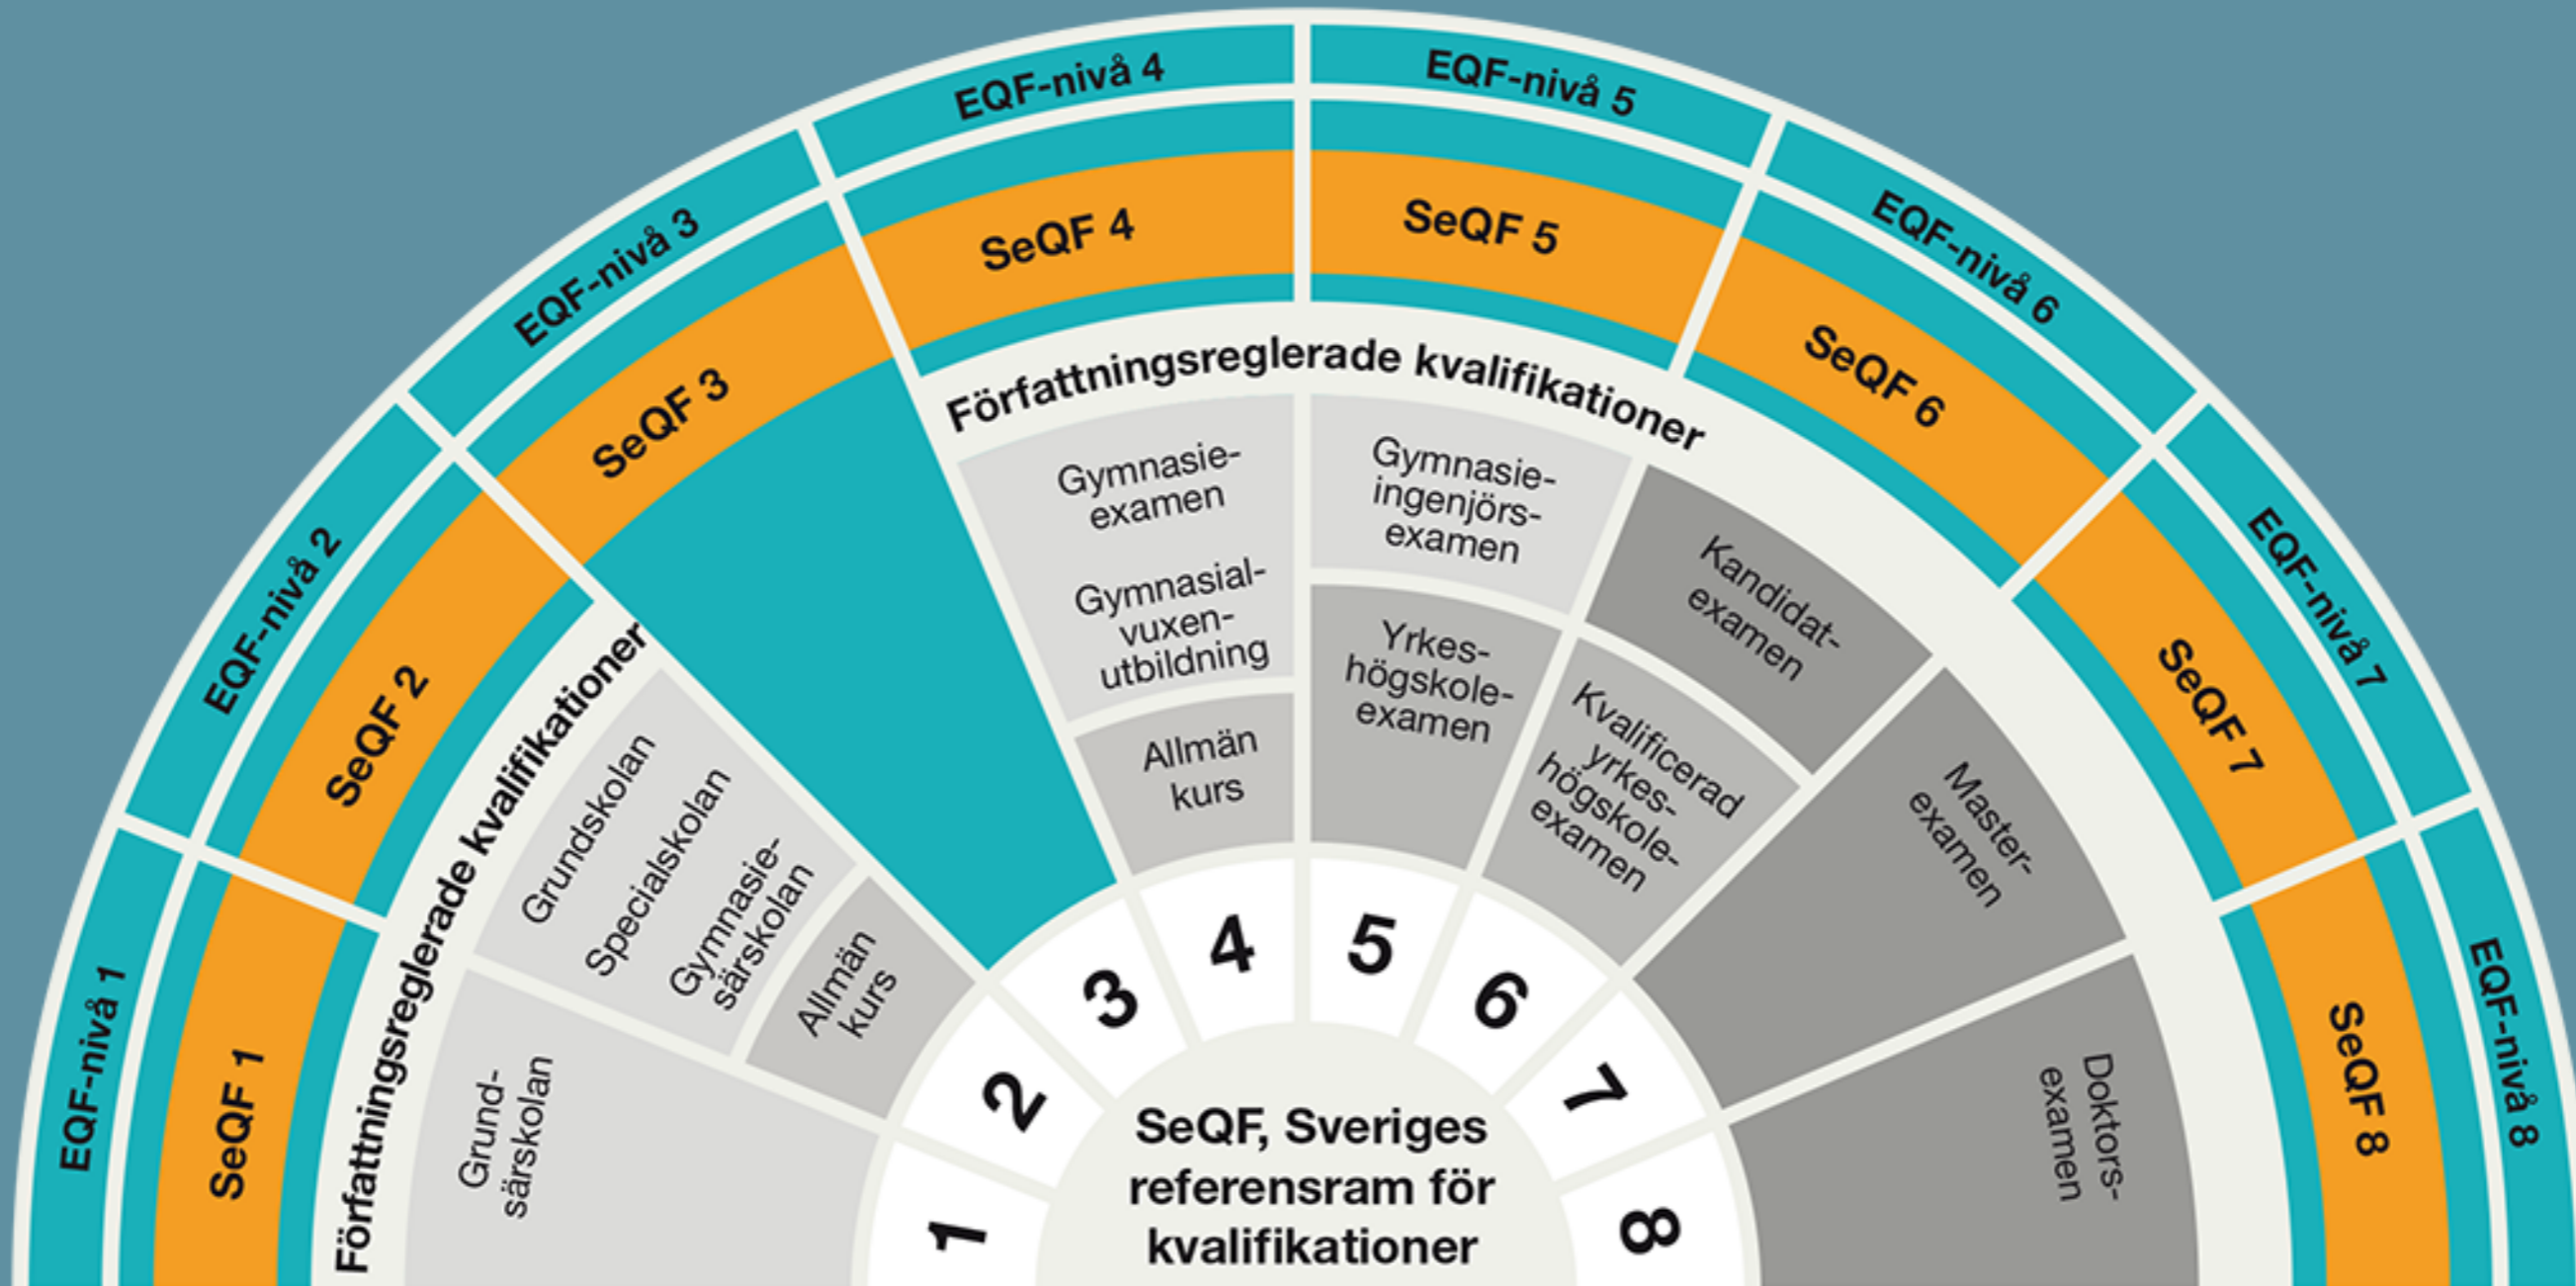 EQF-nivå 1
EQF-nivå 2
EQF-nivå 3
EQF-nivå 4
EQF-nivå 5
EQF-nivå 6
EQF-nivå 7
EQF-nivå 8
SeQF 1
SeQF 2
SeQF 3
SeQF 4
SeQF 5
SeQF 6
SeQF 7
SeQF 8
Författningsreglerade kvalifikationer
Författningsreglerade kvalifikationer
Grund-
särskolan
Grundskolan
Specialskolan
Gymnasie-
särskolan
Allmän
kurs
Gymnasie-
examen
Gymnasial-
vuxen-
utbildning
Allmän
kurs
Gymnasie-
ingenjörs-
examen
Yrkes-
högskole-
examen
Kandidat-
examen
Kvalificerad
yrkes-
högskole-
examen
Master-
examen
Doktors-
examen
1
2
3
4
5
6
7
8
SeQF, Sveriges
referensram för
kvalifikationer